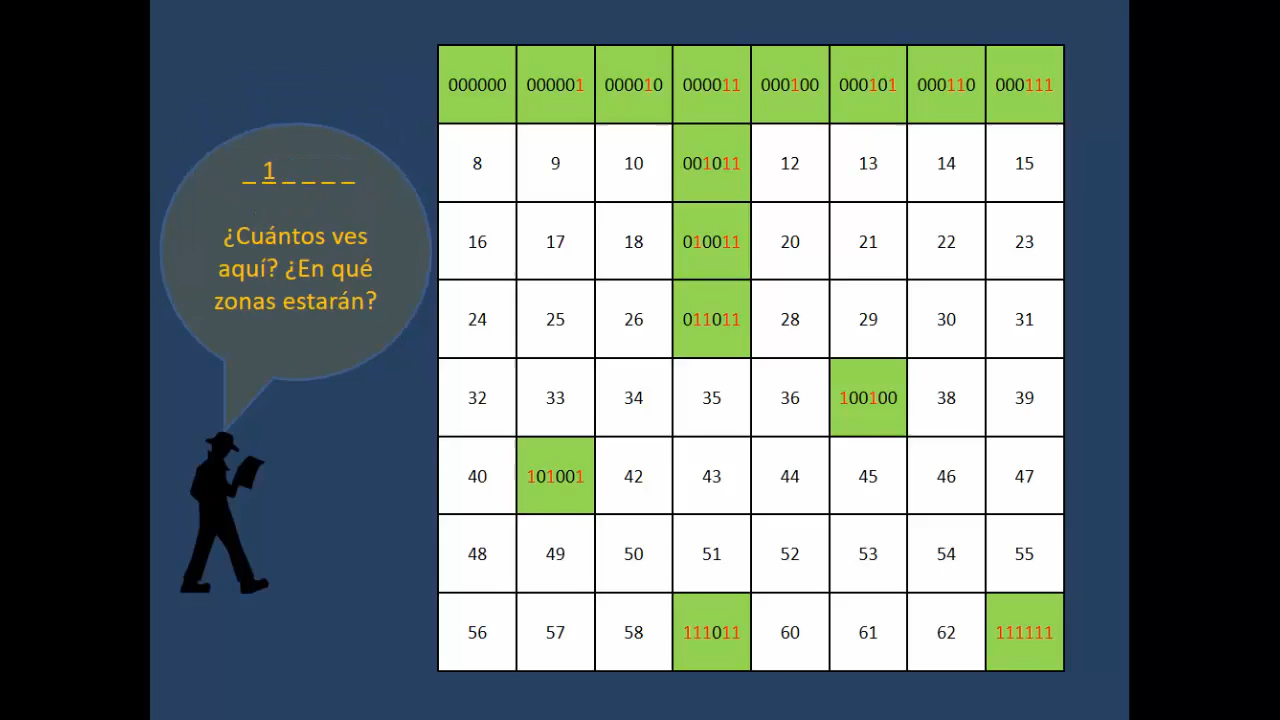 _ 1 _ _ _ _
¿Cuántos ves
aquí? ¿En qué
zonas estarán?
000000 000001 000010 000011 000100 000101 000110 000111
8 9 10 001011 12 13 14 15
16 17 18 010011 20 21 22 23
24 25 26 011011 28 29 30 31
32 33 34 35 36 100100 38 39
40 101001 42 43 44 45 46 47
48 49 50 51 52 53 54 55
56 57 58 111011 60 61 62 111111